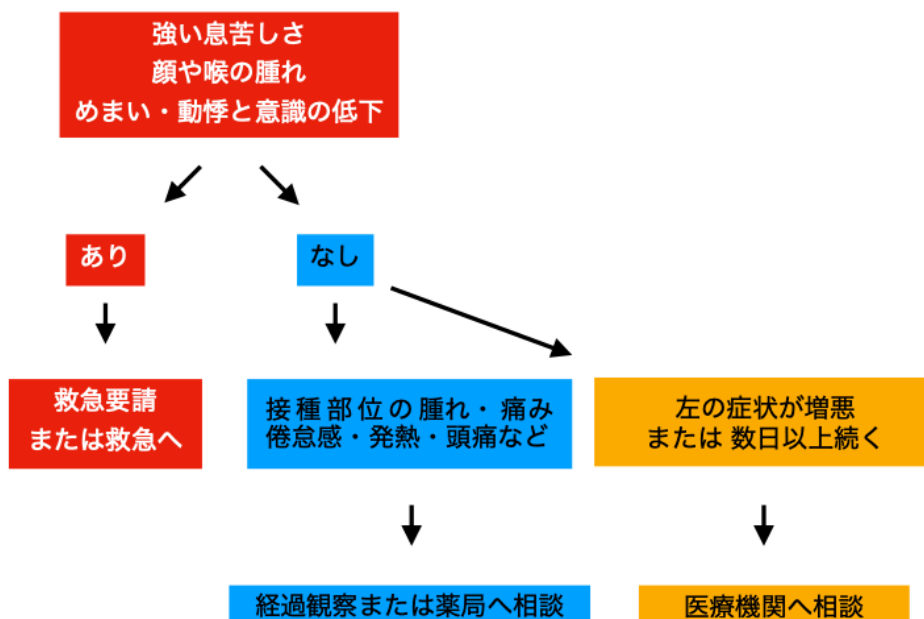 強い息苦しさ
顔や喉の腫れ
めまい・動悸と意識の低下
あり
なし
救急要請
または救急へ
接種部位の腫れ・痛み
倦怠感・発熱・頭痛など
左の症状が増悪
または 数日以上続く
経過観察または薬局へ相談
医療機関へ相談